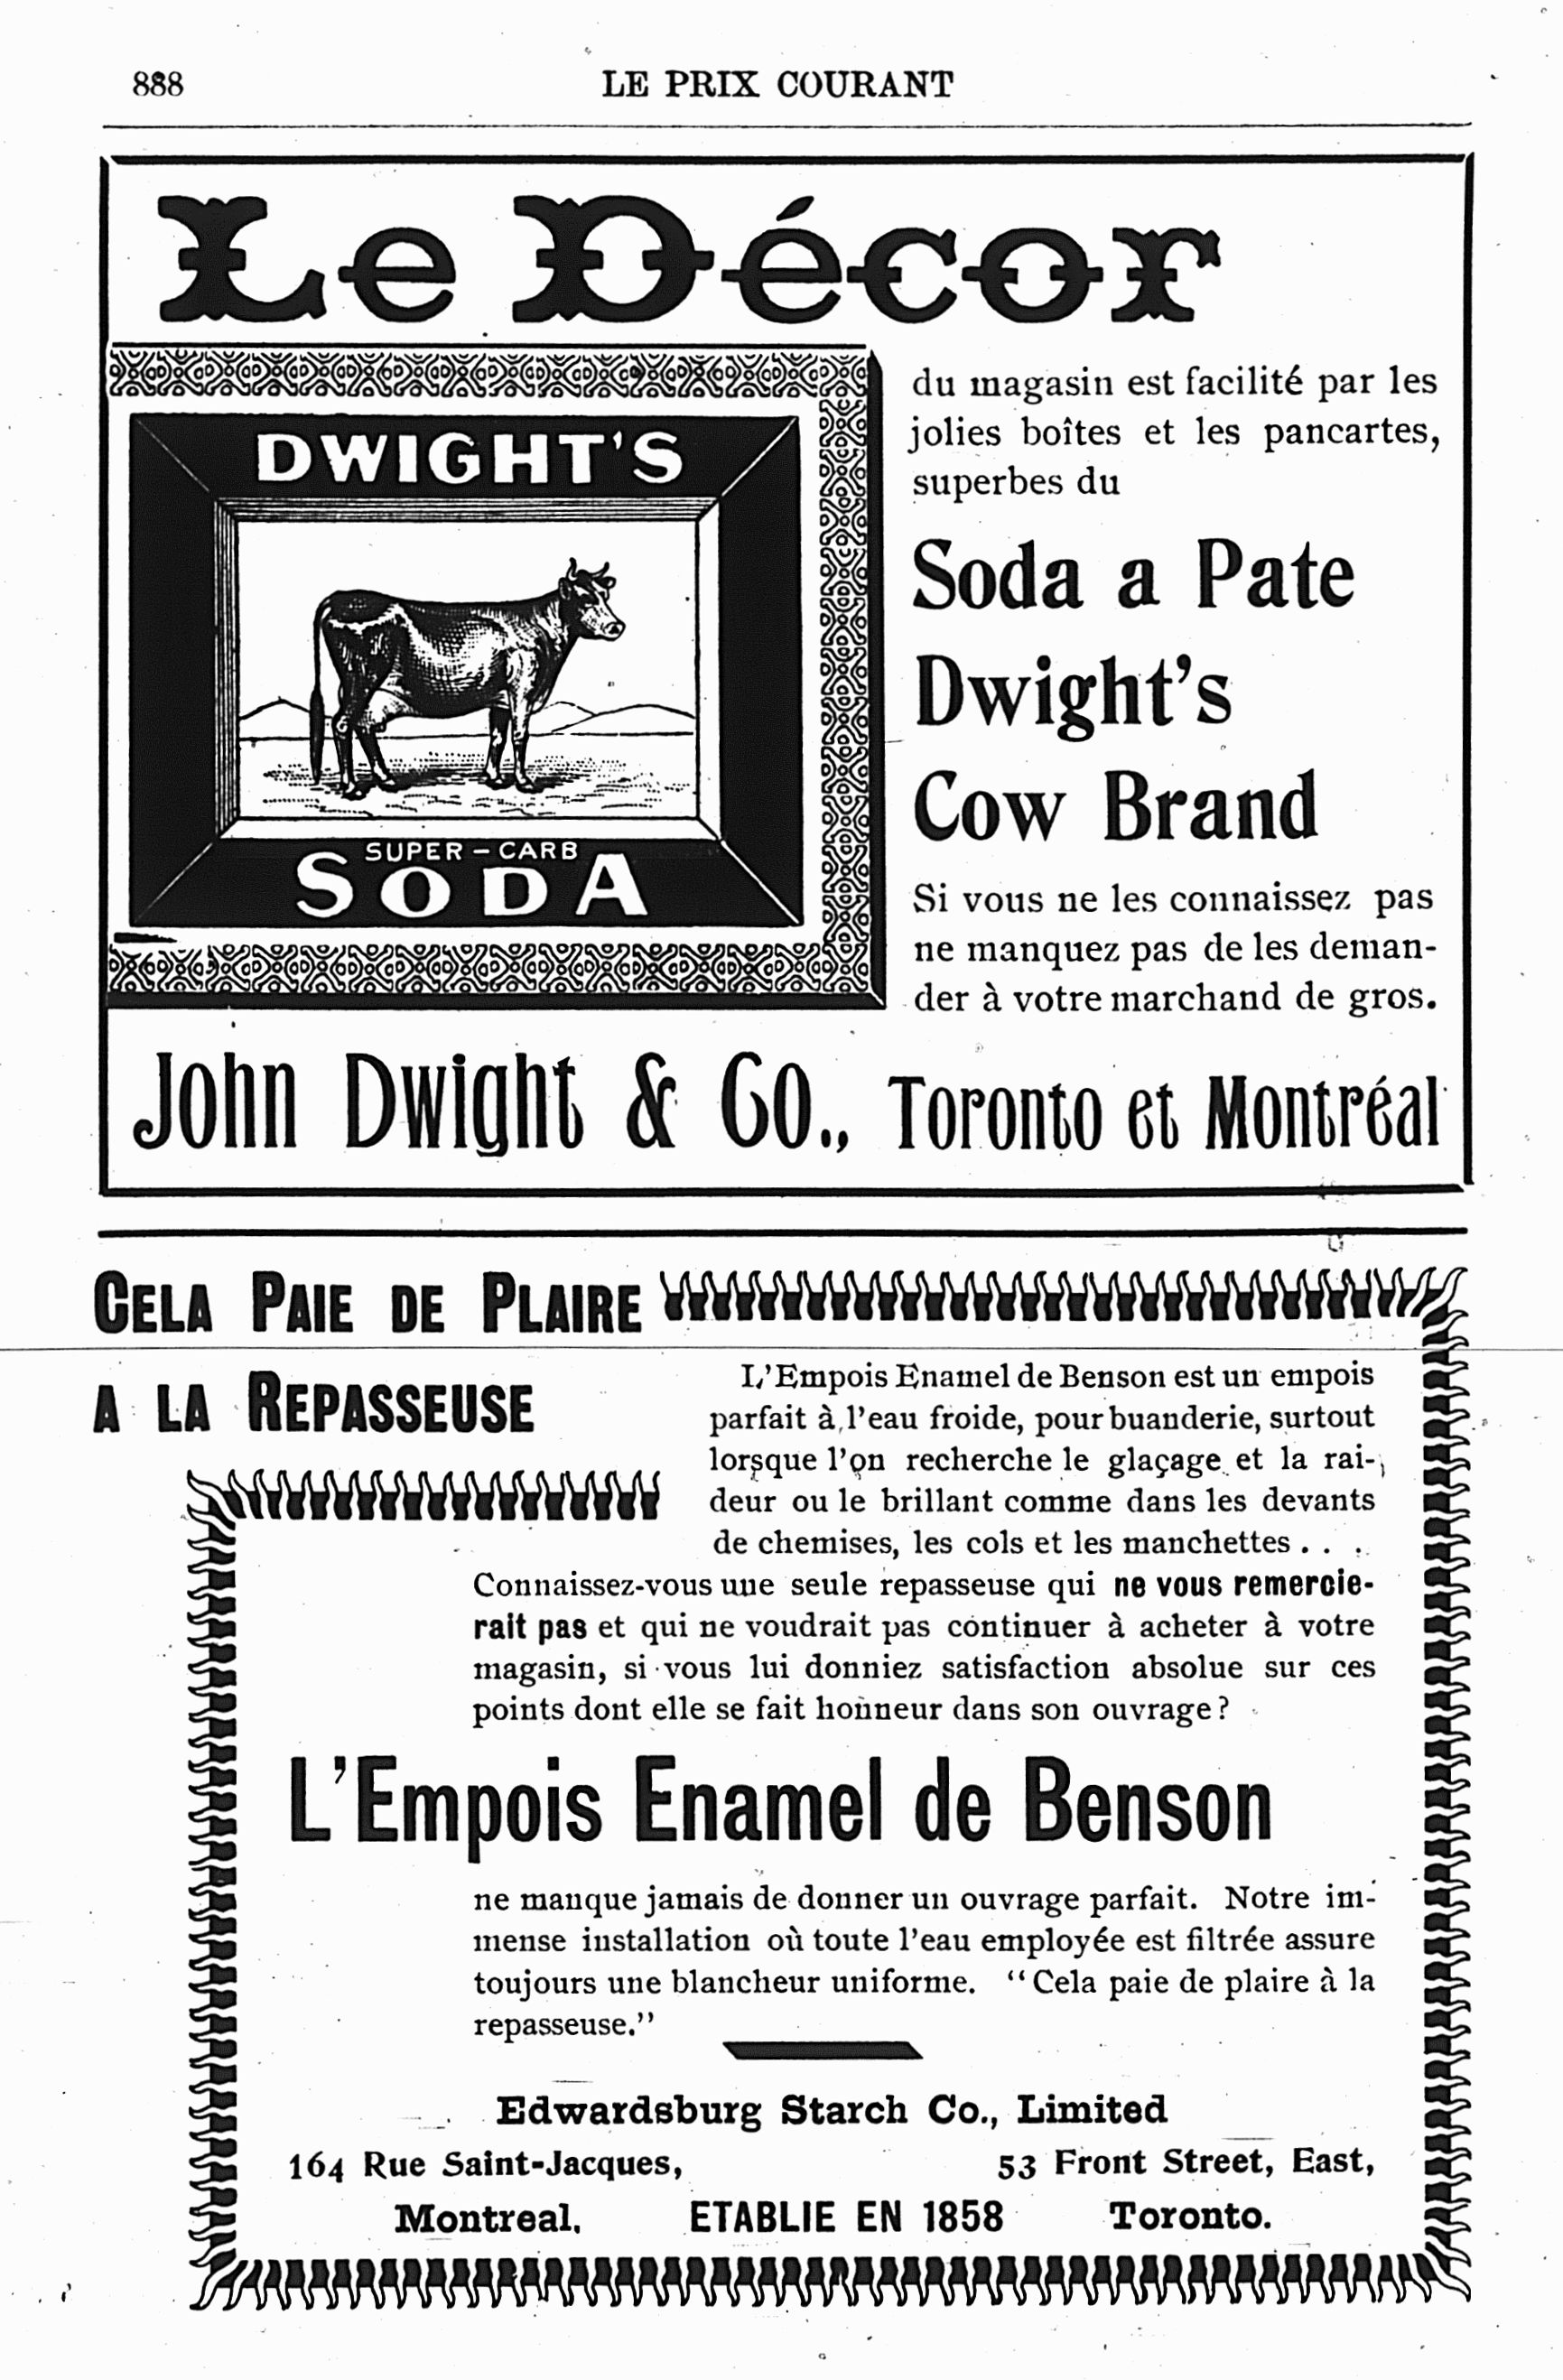 888
LE PRIX COURANT
Le Décor
DWIGHT'S
SUPER-CARB
SODA
du magasin est facilité par les
jolies boîtes et les pancartes,
superbes du
Soda a Pate
Dwight's
Cow Brand
Si vous ne les connaissez pas
ne manquez pas de les deman-
der à votre marchand de gros.
John Dwight & Co., Toronto et Montréal
CELA PAIE DE PLAIRE
A LA REPASSEUSE
L'Empois Enamel de Benson est un empois
parfait à l'eau froide, pour buanderie, surtout
lorsque l'on recherche le glaçage et la rai-
deur ou le brillant comme dans les devants
de chemises, les cols et les manchettes . . .
Connaissez-vous une seule repasseuse qui ne vous remercie-
rait pas et qui ne voudrait pas continuer à acheter à votre
magasin, si vous lui donniez satisfaction absolue sur ces
points dont elle se fait honneur dans son ouvrage ?
L'Empois Enamel de Benson
ne manque jamais de donner un ouvrage parfait. Notre im-
mense installation où toute l'eau employée est filtrée assure
toujours une blancheur uniforme. "Cela paie de plaire à la
repasseuse."
Edwardsburg Starch Co., Limited
164 Rue Saint-Jacques, 53 Front Street, East,
Montreal. ETABLIE EN 1858 Toronto.